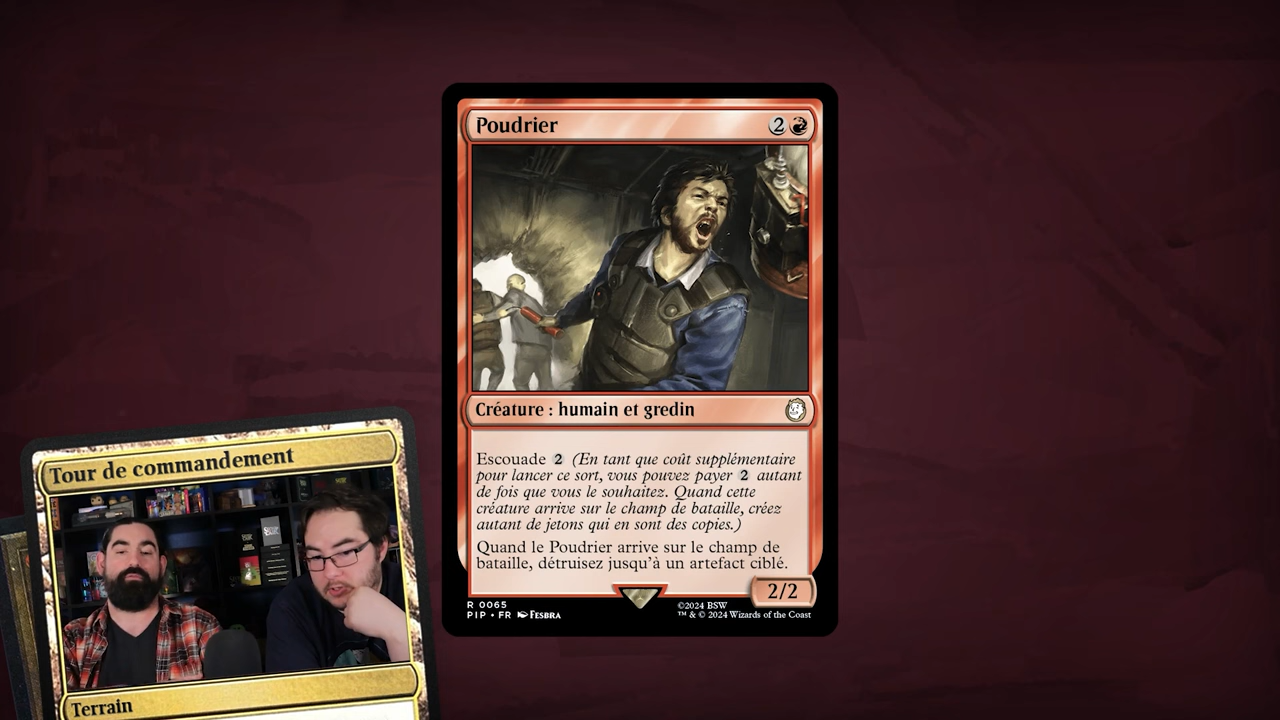 Poudrier
2
Créature : humain et gredin
Escouade 2 (En tant que coût supplémentaire
pour lancer ce sort, vous pouvez payer 2 autant
de fois que vous le souhaitez. Quand cette
créature arrive sur le champ de bataille, créez
autant de jetons qui en sont des copies.)
Quand le Poudrier arrive sur le champ de
bataille, détruisez jusqu'à un artefact ciblé.
2/2
R 0065
PIP • FR Fesbra
©2024 BSW
™ & © 2024 Wizards of the Coast
Tour de commandement
Terrain